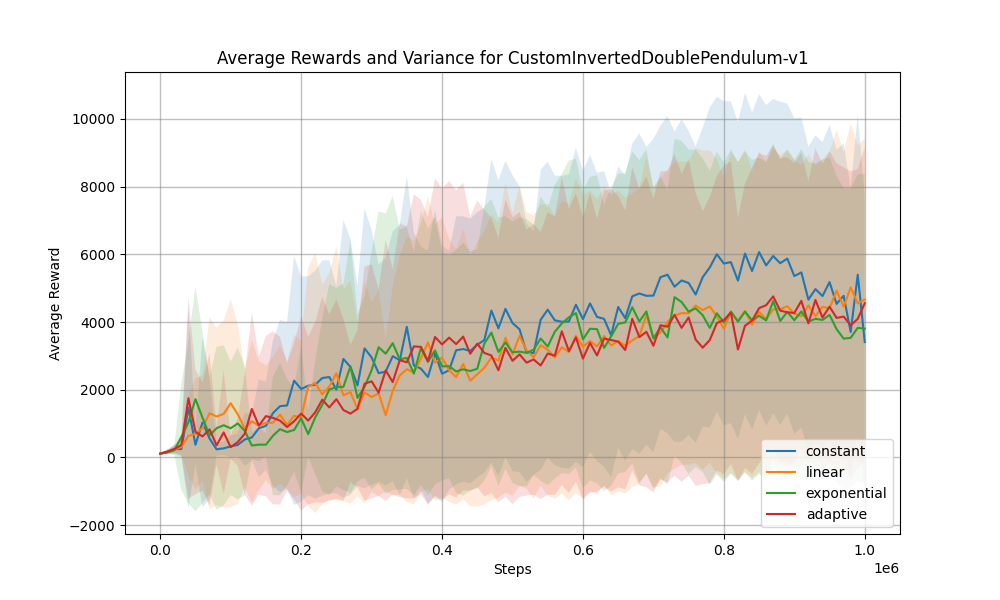 Average Rewards and Variance for CustomInvertedDoublePendulum-v1
Average Reward
10000
8000
6000
4000
2000
0
−2000
0.0 0.2 0.4 0.6 0.8 1.0
1e6
Steps
constant
linear
exponential
adaptive